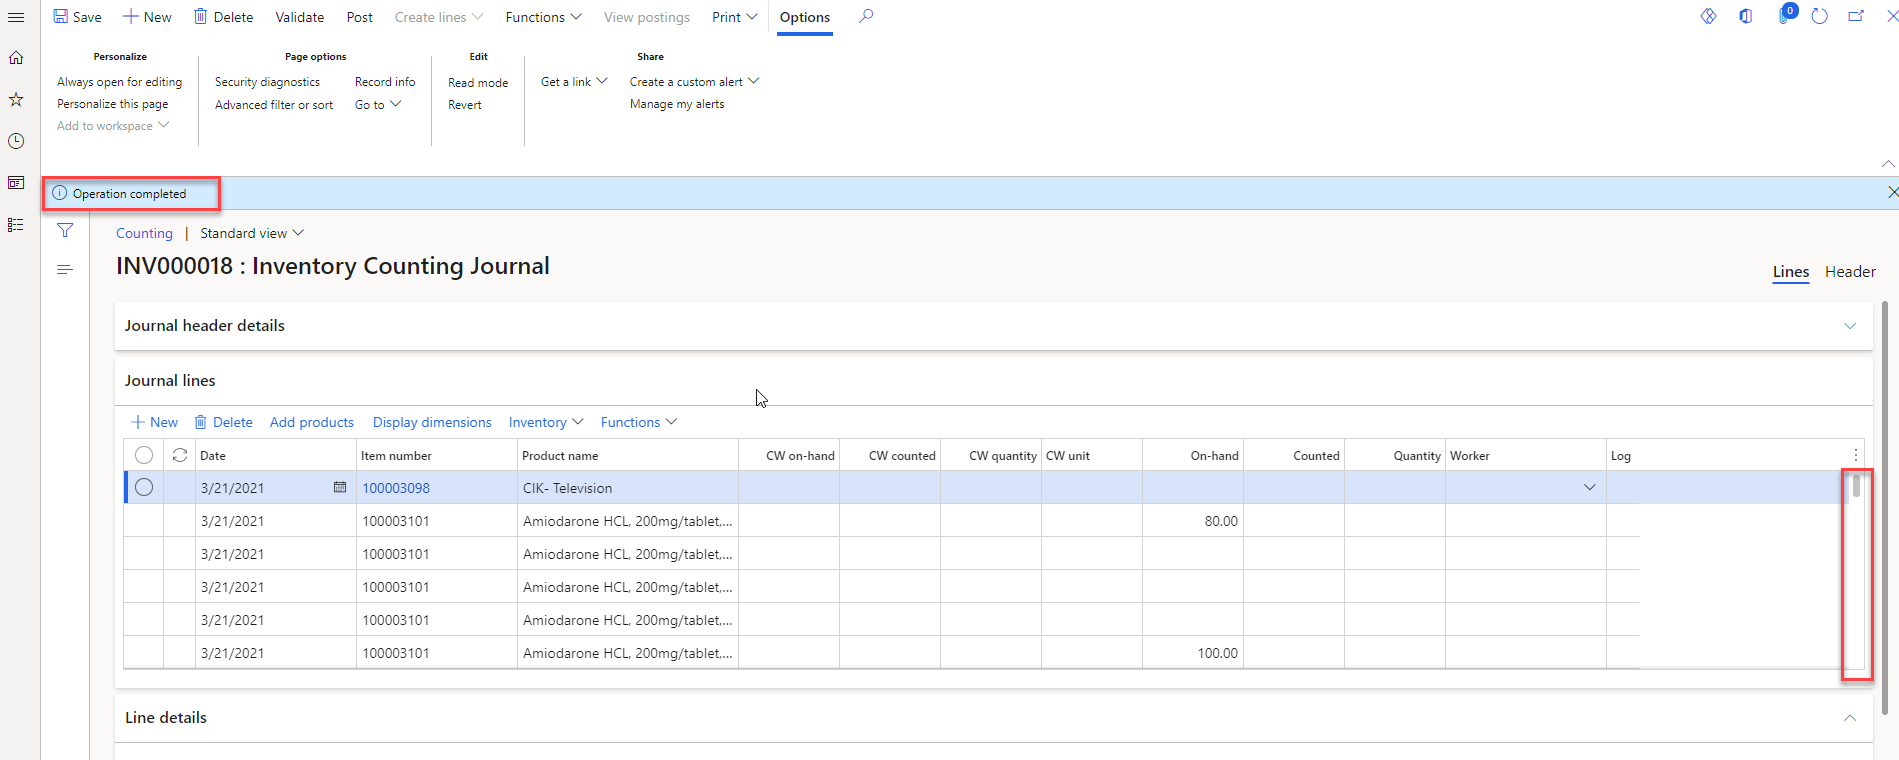 Save New Delete Validate Post Create lines Functions View postings Print Options 0
Personalize Page options Edit Share
Always open for editing Security diagnostics Record info Read mode Get a link Create a custom alert
Personalize this page Advanced filter or sort Go to Revert Manage my alerts
Add to workspace
Operation completed
Counting | Standard view
INV000018 : Inventory Counting Journal
Lines Header
Journal header details
Journal lines
New Delete Add products Display dimensions Inventory Functions
Date Item number Product name CW on-hand CW counted CW quantity CW unit On-hand Counted Quantity Worker Log
3/21/2021 100003098 CIK- Television
3/21/2021 100003101 Amiodarone HCL, 200mg/tablet,... 80.00
3/21/2021 100003101 Amiodarone HCL, 200mg/tablet,...
3/21/2021 100003101 Amiodarone HCL, 200mg/tablet,...
3/21/2021 100003101 Amiodarone HCL, 200mg/tablet,...
3/21/2021 100003101 Amiodarone HCL, 200mg/tablet,... 100.00
Line details